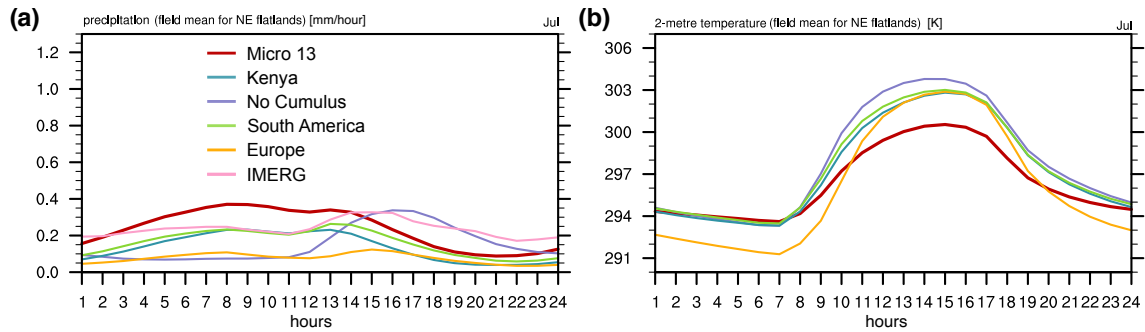 (a) precipitation (field mean for NE flatlands) [mm/hour] Jul
1.2
1.0
0.8
0.6
0.4
0.2
0.0
Micro 13
Kenya
No Cumulus
South America
Europe
IMERG
1 2 3 4 5 6 7 8 9 10 11 12 13 14 15 16 17 18 19 20 21 22 23 24
hours
(b) 2-metre temperature (field mean for NE flatlands) [K] Jul
306
303
300
297
294
291
1 2 3 4 5 6 7 8 9 10 11 12 13 14 15 16 17 18 19 20 21 22 23 24
hours